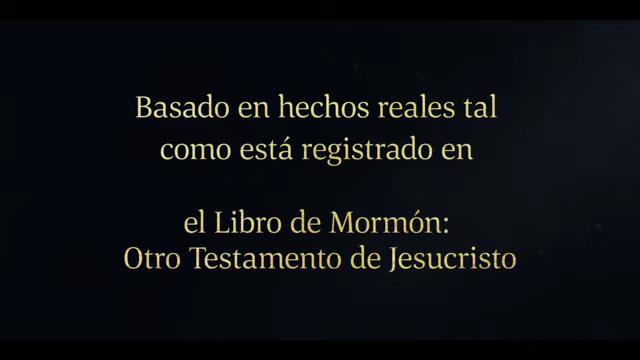 Basado en hechos reales tal
como está registrado en
el Libro de Mormón:
Otro Testamento de Jesucristo